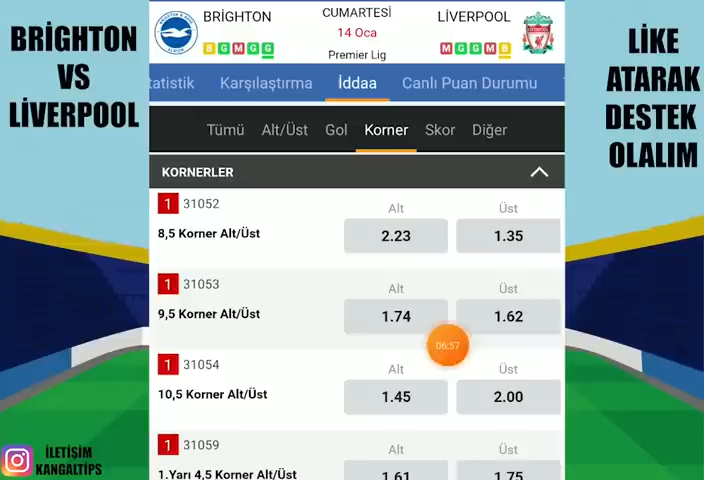 BRİGHTON
VS
LİVERPOOL
BRİGHTON
B G M G G
CUMARTESİ
14 Oca
Premier Lig
LİVERPOOL
M G G M B
LİKE
ATARAK
DESTEK
OLALIM
tatistik Karşılaştırma İddaa Canlı Puan Durumu
Tümü Alt/Üst Gol Korner Skor Diğer
KORNERLER
1 31052
8,5 Korner Alt/Üst
Alt Üst
2.23 1.35
1 31053
9,5 Korner Alt/Üst
Alt Üst
1.74 1.62
06:57
1 31054
10,5 Korner Alt/Üst
Alt Üst
1.45 2.00
1 31059
1.Yarı 4,5 Korner Alt/Üst
Alt Üst
1.61 1.75
İLETİŞİM
KANGALTİPS